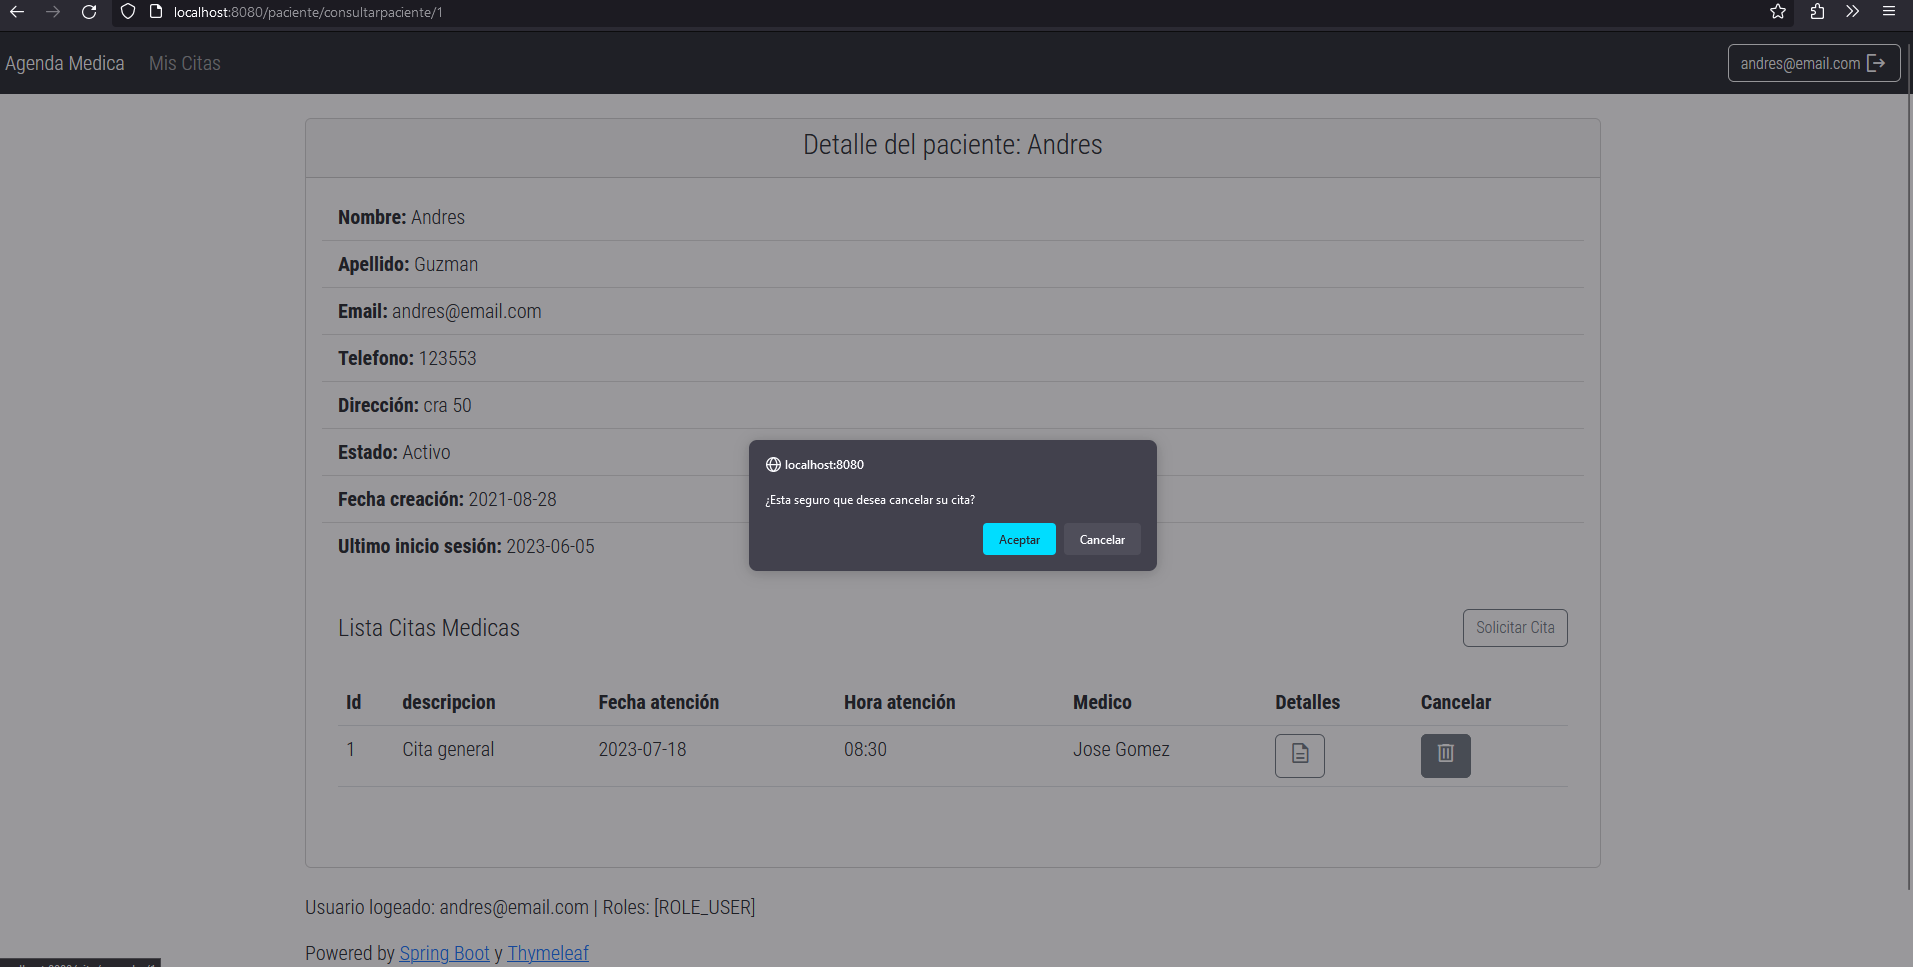 localhost:8080/paciente/consultarpaciente/1
Agenda Medica Mis Citas andres@email.com
Detalle del paciente: Andres
Nombre: Andres
Apellido: Guzman
Email: andres@email.com
Telefono: 123553
Dirección: cra 50
Estado: Activo
Fecha creación: 2021-08-28
Ultimo inicio sesión: 2023-06-05
localhost:8080
¿Esta seguro que desea cancelar su cita?
Aceptar Cancelar
Lista Citas Medicas Solicitar Cita
Id descripcion Fecha atención Hora atención Medico Detalles Cancelar
1 Cita general 2023-07-18 08:30 Jose Gomez
Usuario logeado: andres@email.com | Roles: [ROLE_USER]
Powered by Spring Boot y Thymeleaf